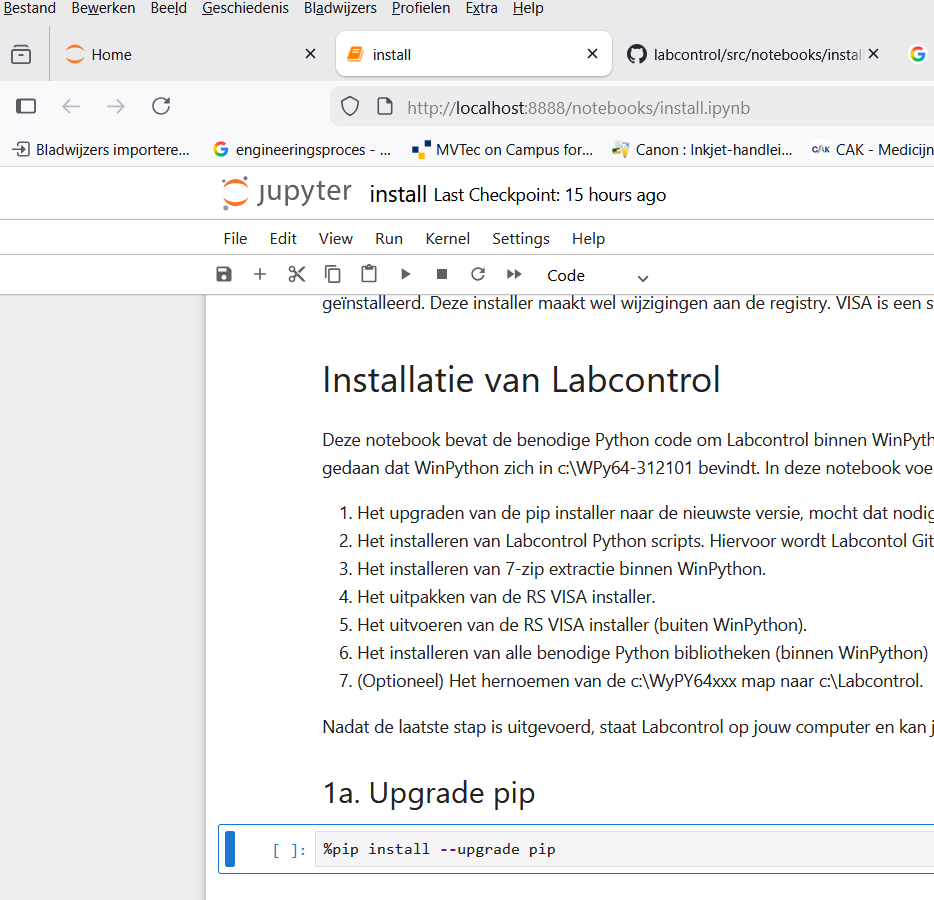 Bestand Bewerken Beeld Geschiedenis Bladwijzers Profielen Extra Help
Home install labcontrol/src/notebooks/instal
http://localhost:8888/notebooks/install.ipynb
Bladwijzers importere... engineeringsproces - ... MVTec on Campus for... Canon : Inkjet-handlei... CAK CAK - Medicijn
jupyter install Last Checkpoint: 15 hours ago
File Edit View Run Kernel Settings Help
Code
geïnstalleerd. Deze installer maakt wel wijzigingen aan de registry. VISA is een s
Installatie van Labcontrol
Deze notebook bevat de benodige Python code om Labcontrol binnen WinPyth
gedaan dat WinPython zich in c:\WPy64-312101 bevindt. In deze notebook voe
1. Het upgraden van de pip installer naar de nieuwste versie, mocht dat nodig
2. Het installeren van Labcontrol Python scripts. Hiervoor wordt Labcontol Git
3. Het installeren van 7-zip extractie binnen WinPython.
4. Het uitpakken van de RS VISA installer.
5. Het uitvoeren van de RS VISA installer (buiten WinPython).
6. Het installeren van alle benodige Python bibliotheken (binnen WinPython)
7. (Optioneel) Het hernoemen van de c:\WyPY64xxx map naar c:\Labcontrol.
Nadat de laatste stap is uitgevoerd, staat Labcontrol op jouw computer en kan j
1a. Upgrade pip
[ ]: %pip install --upgrade pip